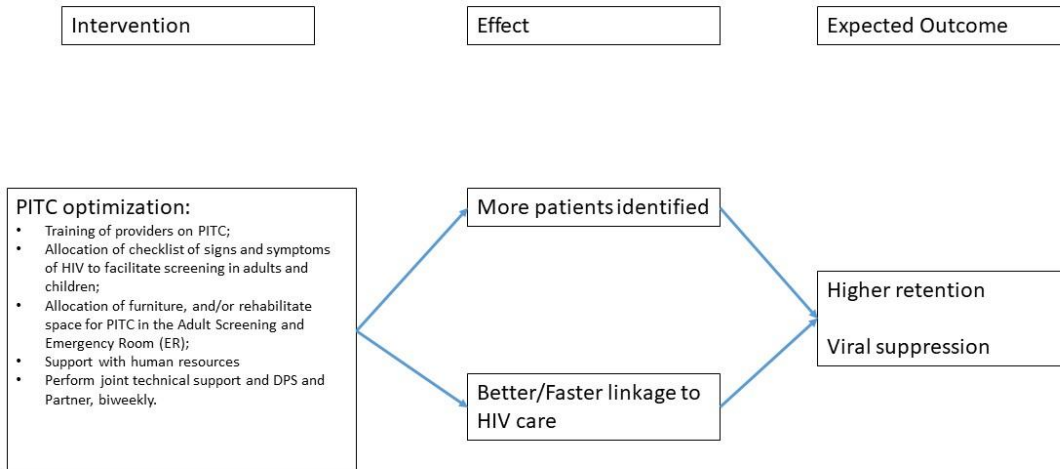 Intervention
Effect
Expected Outcome
PITC optimization:
• Training of providers on PITC;
• Allocation of checklist of signs and symptoms
of HIV to facilitate screening in adults and
children;
• Allocation of furniture, and/or rehabilitate
space for PITC in the Adult Screening and
Emergency Room (ER);
• Support with human resources
• Perform joint technical support and DPS and
Partner, biweekly.
More patients identified
Better/Faster linkage to
HIV care
Higher retention
Viral suppression